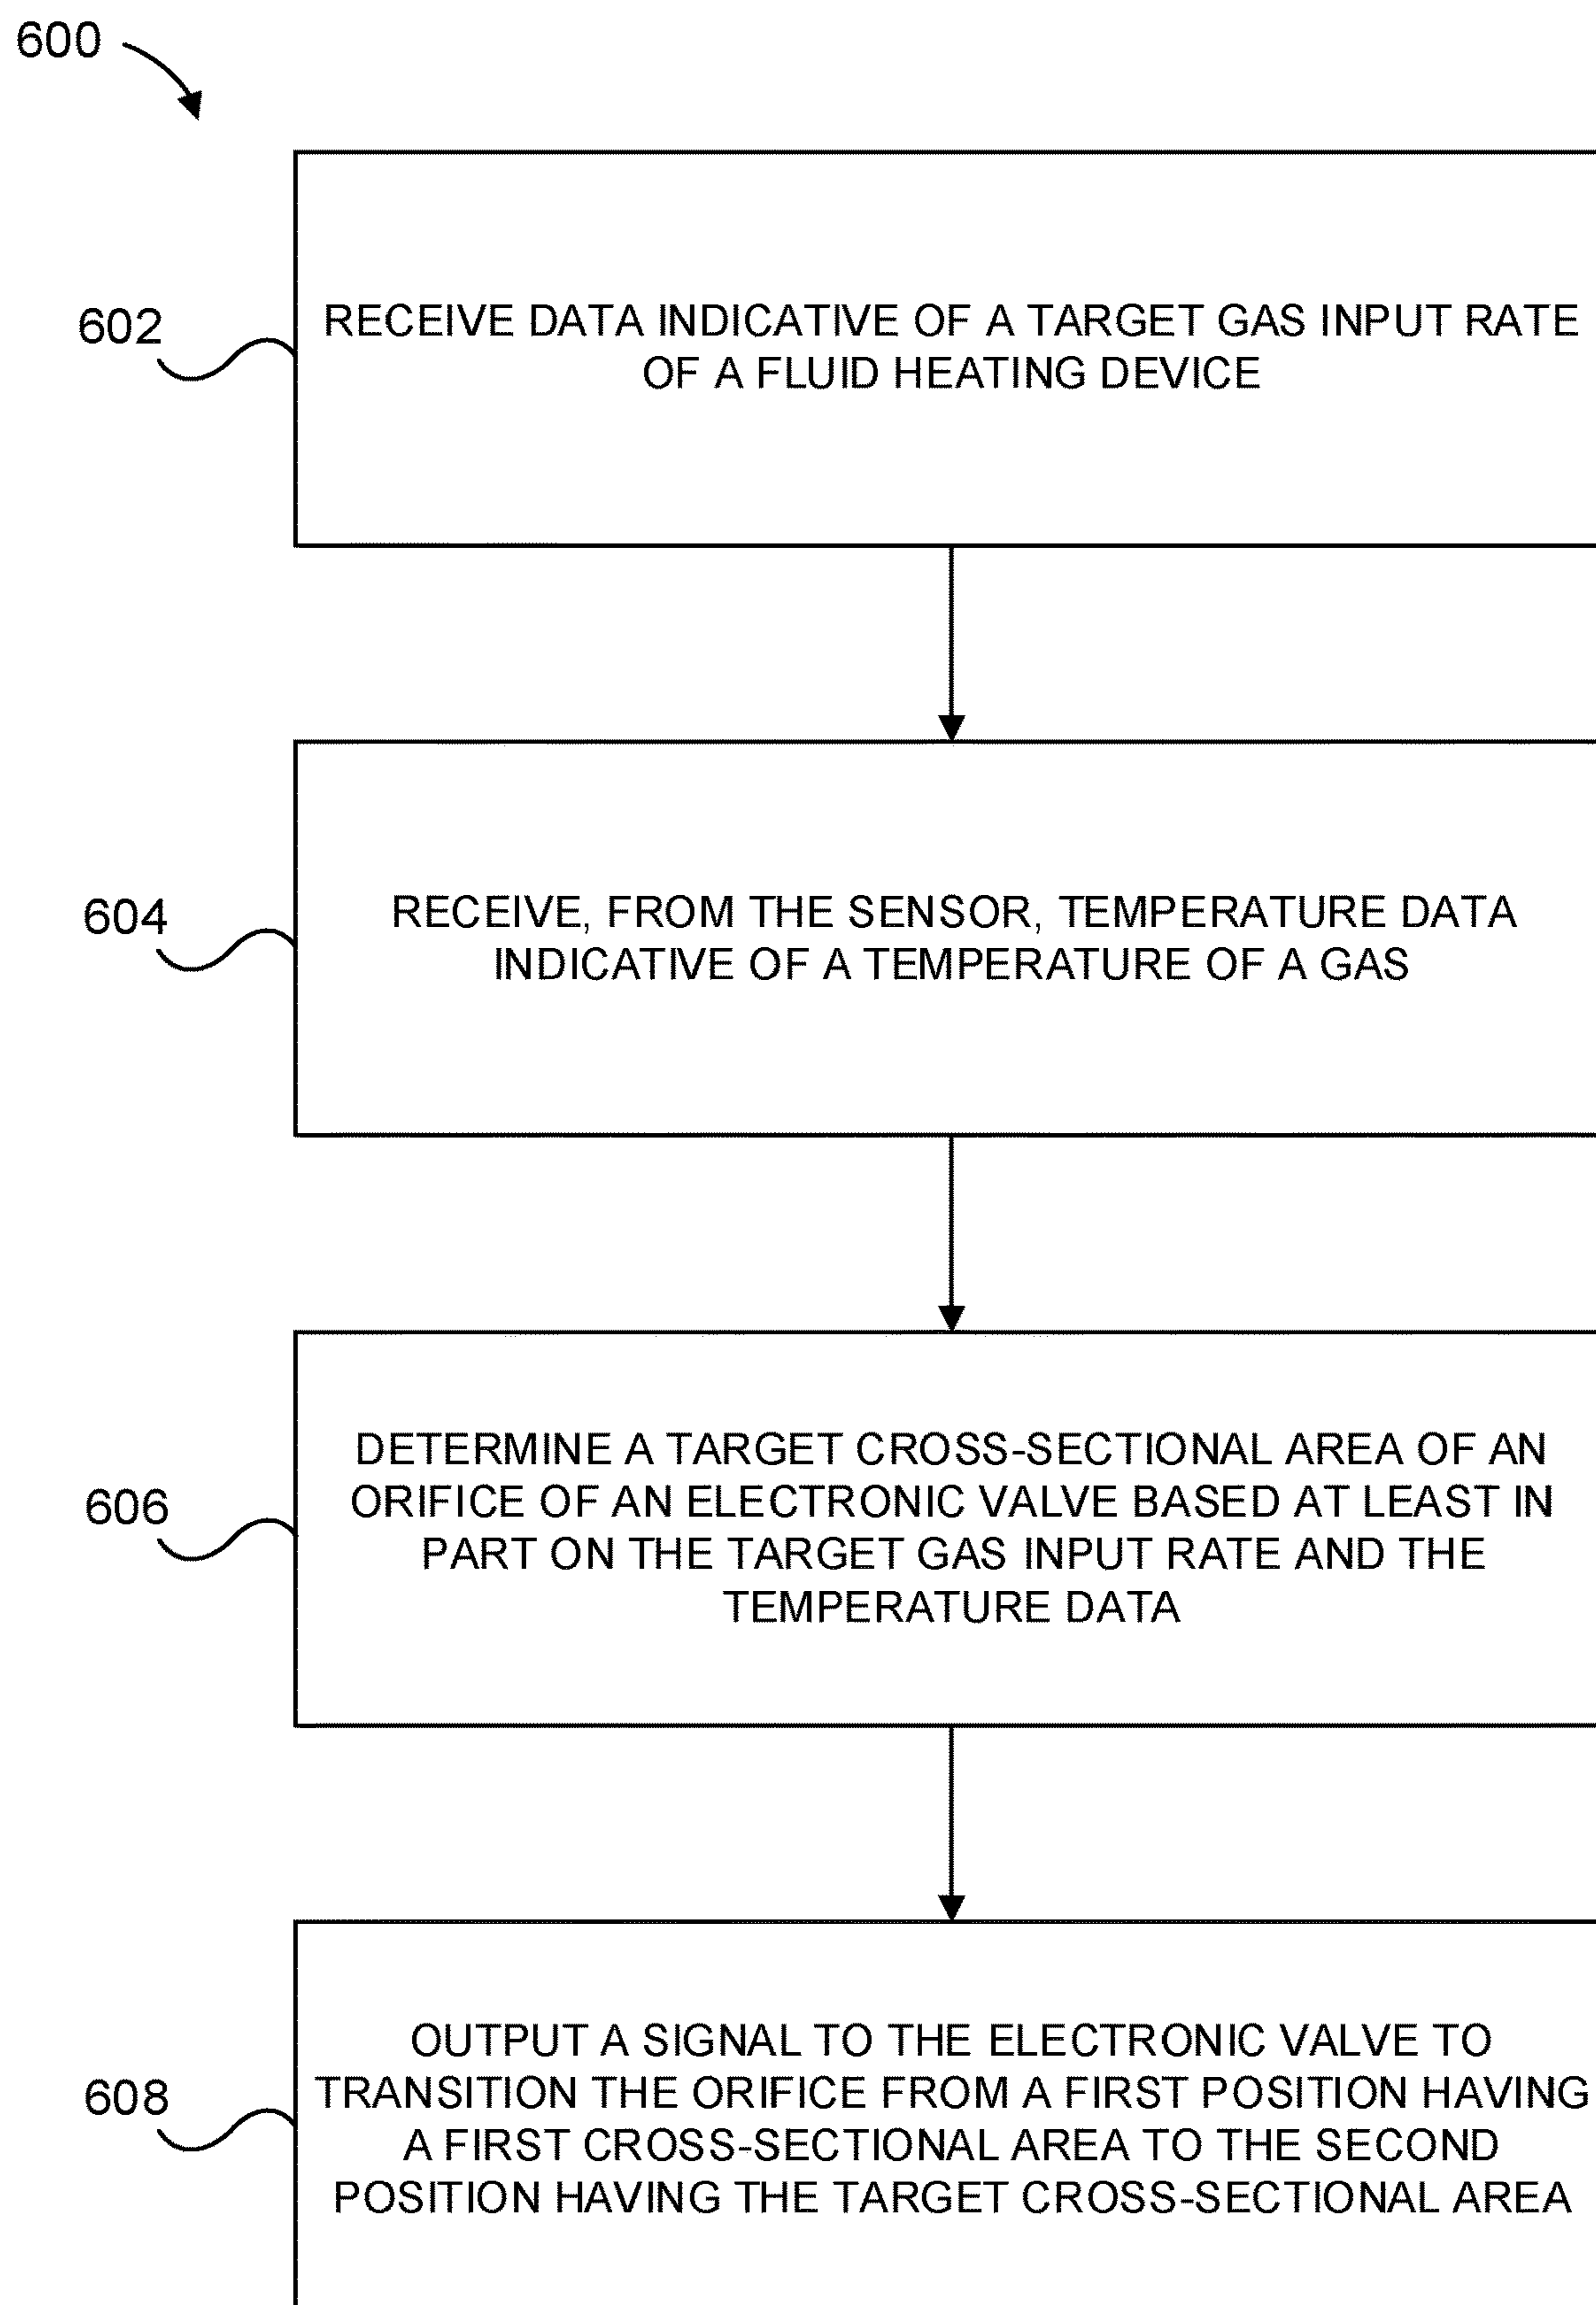 600
602
RECEIVE DATA INDICATIVE OF A TARGET GAS INPUT RATE
OF A FLUID HEATING DEVICE
604
RECEIVE, FROM THE SENSOR, TEMPERATURE DATA
INDICATIVE OF A TEMPERATURE OF A GAS
606
DETERMINE A TARGET CROSS-SECTIONAL AREA OF AN
ORIFICE OF AN ELECTRONIC VALVE BASED AT LEAST IN
PART ON THE TARGET GAS INPUT RATE AND THE
TEMPERATURE DATA
608
OUTPUT A SIGNAL TO THE ELECTRONIC VALVE TO
TRANSITION THE ORIFICE FROM A FIRST POSITION HAVING
A FIRST CROSS-SECTIONAL AREA TO THE SECOND
POSITION HAVING THE TARGET CROSS-SECTIONAL AREA